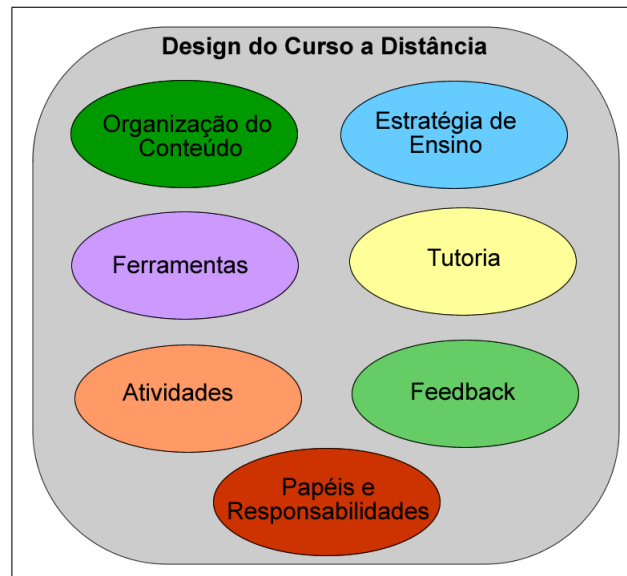 Design do Curso a Distância
Organização do
Conteúdo
Estratégia de
Ensino
Ferramentas
Tutoria
Atividades
Feedback
Papéis e
Responsabilidades